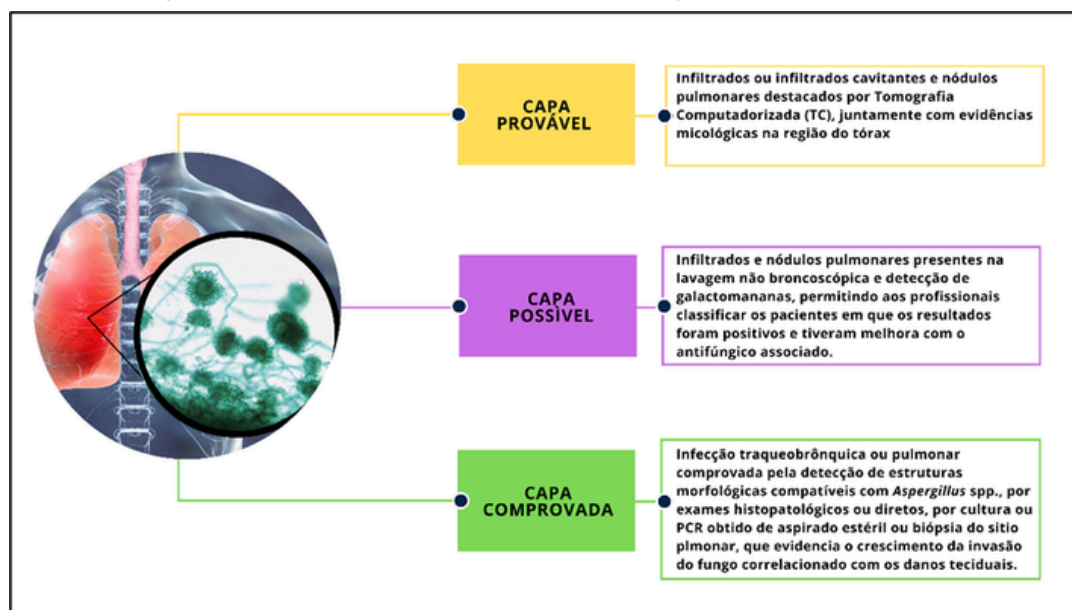 CAPA
PROVÁVEL
Infiltrados ou infiltrados cavitantes e nódulos
pulmonares destacados por Tomografia
Computadorizada (TC), juntamente com evidências
micológicas na região do tórax
CAPA
POSSÌVEL
Infiltrados e nódulos pulmonares presentes na
lavagem não broncoscópica e detecção de
galactomananas, permitindo aos profissionais
classificar os pacientes em que os resultados
foram positivos e tiveram melhora com o
antifúngico associado.
CAPA
COMPROVADA
Infecção traqueobrônquica ou pulmonar
comprovada pela detecção de estruturas
morfológicas compatíveis com Aspergillus spp., por
exames histopatológicos ou diretos, por cultura ou
PCR obtido de aspirado estéril ou biópsia do sitio
plmonar, que evidencia o crescimento da invasão
do fungo correlacionado com os danos teciduais.